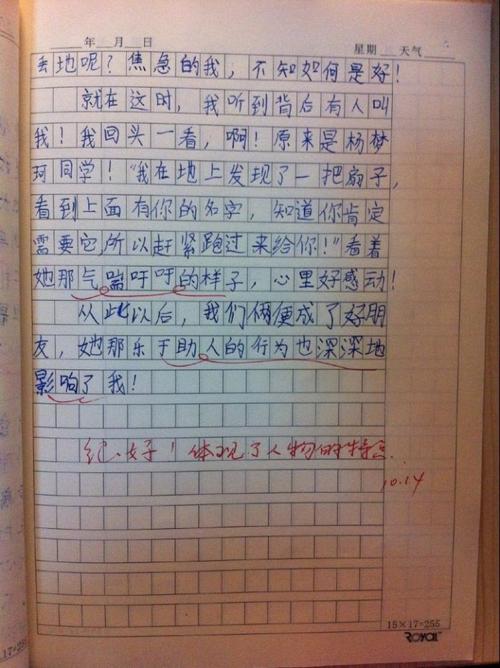 年 月 日 星期 天气
丢地呢？焦急的我，不知如何是好！
就在这时，我听到背后有人叫
我！我回头一看，啊！原来是杨梦
珂同学！“我在地上发现了一把扇子，
看到上面有你的名字，知道你肯定
需要它，所以赶紧跑过来给你！”看着
她那气喘吁吁的样子，心里好感动！
从此以后，我们俩便成了好朋
友，她那乐于助人的行为也深深地
影响了我！
好！体现了人物的特点.
10.14
15×17=255
ROYAL
17=255